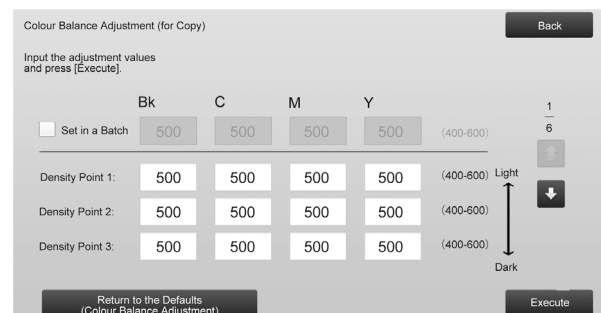 Colour Balance Adjustment (for Copy)
Back
Input the adjustment values
and press [Execute].
Bk C M Y
1
6
Set in a Batch 500 500 500 500 (400-600)
Density Point 1: 500 500 500 500 (400-600) Light
Density Point 2: 500 500 500 500 (400-600)
Density Point 3: 500 500 500 500 (400-600)
Dark
Return to the Defaults
(Colour Balance Adjustment)
Execute